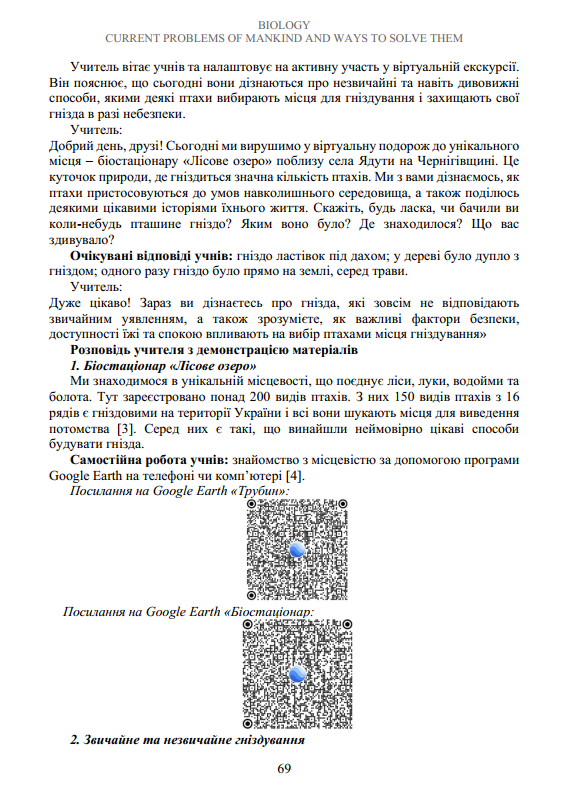 BIOLOGY
CURRENT PROBLEMS OF MANKIND AND WAYS TO SOLVE THEM
Учитель вітає учнів та налаштовує на активну участь у віртуальній екскурсії.
Він пояснює, що сьогодні вони дізнаються про незвичайні та навіть дивовижні
способи, якими деякі птахи вибирають місця для гніздування і захищають свої
гнізда в разі небезпеки.
Учитель:
Добрий день, друзі! Сьогодні ми вирушимо у віртуальну подорож до унікального
місця – біостаціонару «Лісове озеро» поблизу села Ядути на Чернігівщині. Це
куточок природи, де гніздиться значна кількість птахів. Ми з вами дізнаємось, як
птахи пристосовуються до умов навколишнього середовища, а також поділюсь
деякими цікавими історіями їхнього життя. Скажіть, будь ласка, чи бачили ви
коли-небудь пташине гніздо? Яким воно було? Де знаходилося? Що вас
здивувало?
Очікувані відповіді учнів: гніздо ластівок під дахом; у дереві було дупло з
гніздом; одного разу гніздо було прямо на землі, серед трави.
Учитель:
Дуже цікаво! Зараз ви дізнаєтесь про гнізда, які зовсім не відповідають
звичайним уявленням, а також зрозумієте, як важливі фактори безпеки,
доступності їжі та спокою впливають на вибір птахами місця гніздування»
Розповідь учителя з демонстрацією матеріалів
1. Біостаціонар «Лісове озеро»
Ми знаходимося в унікальній місцевості, що поєднує ліси, луки, водойми та
болота. Тут зареєстровано понад 200 видів птахів. З них 150 видів птахів з 16
рядів є гніздовими на території України і всі вони шукають місця для виведення
потомства [3]. Серед них є такі, що винайшли неймовірно цікаві способи
будувати гнізда.
Самостійна робота учнів: знайомство з місцевістю за допомогою програми
Google Earth на телефоні чи комп’ютері [4].
Посилання на Google Earth «Трубин»:
Посилання на Google Earth «Біостаціонар:
2. Звичайне та незвичайне гніздування
69